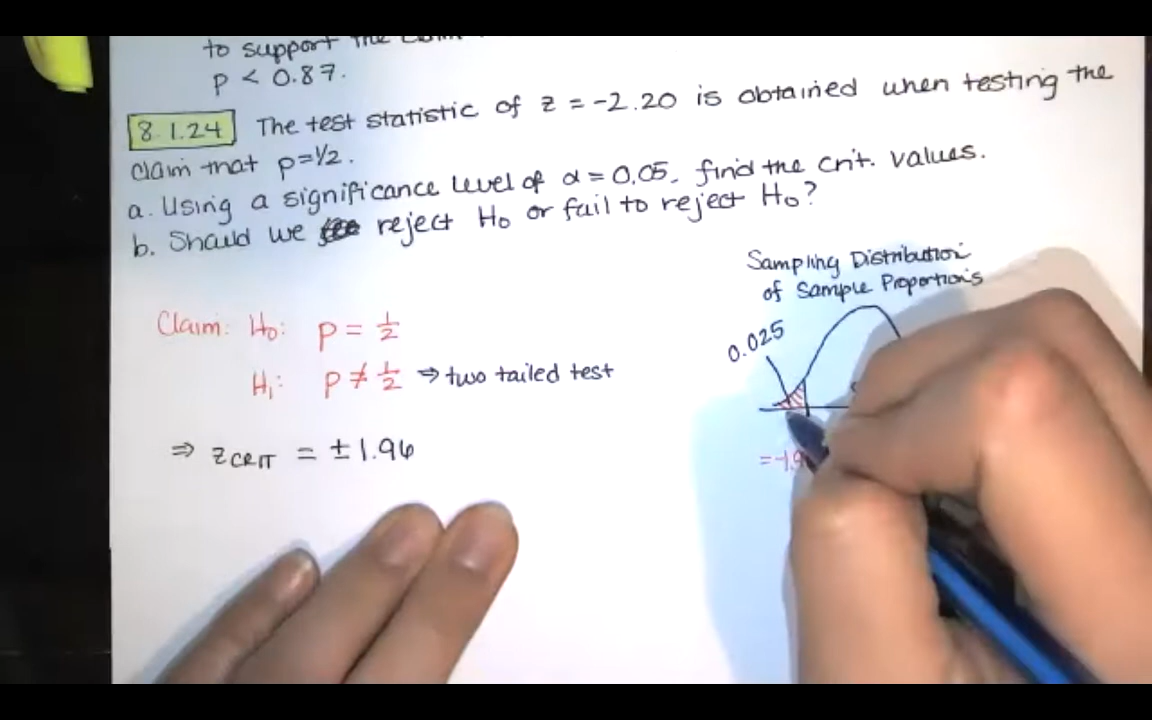 to support the
p < 0.87.
8.1.24 The test statistic of z = -2.20 is obtained when testing the
claim that p=1/2.
a. Using a significance level of α = 0.05, find the crit. values.
b. Should we reject H₀ or fail to reject H₀?
Sampling Distribution
of Sample Proportions
0.025
Claim: H₀: p = 1/2
H₁: p ≠ 1/2 ⇒ two tailed test
⇒ zCRIT = ±1.96